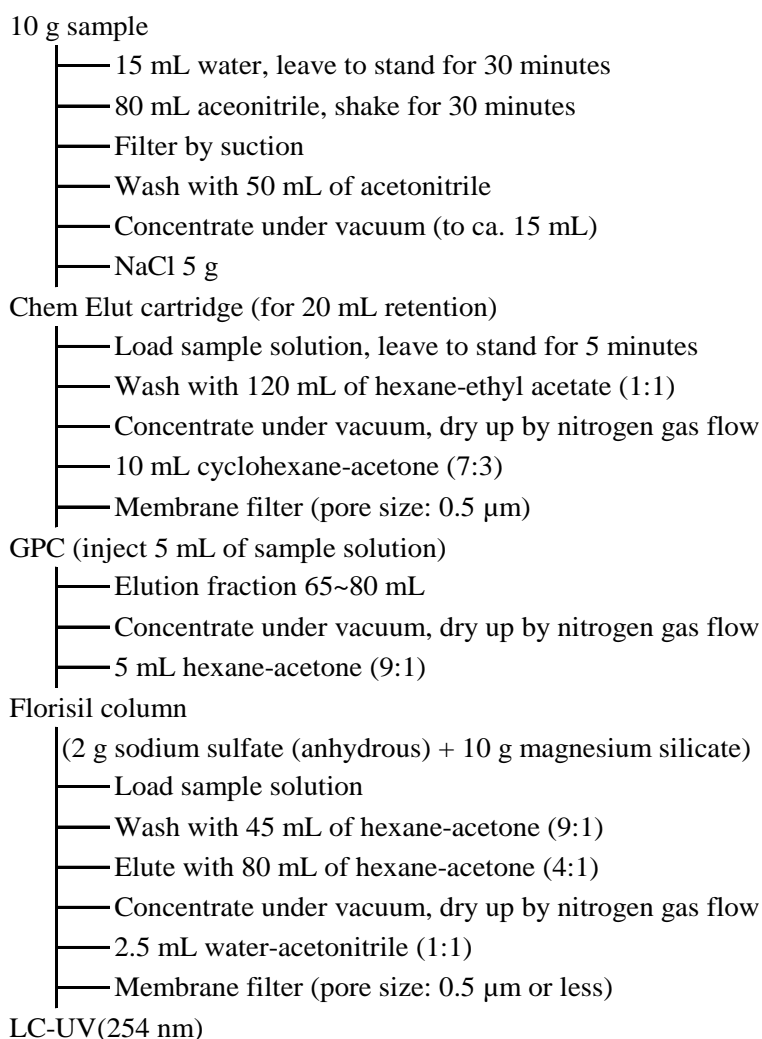 10 g sample
15 mL water, leave to stand for 30 minutes
80 mL aceonitrile, shake for 30 minutes
Filter by suction
Wash with 50 mL of acetonitrile
Concentrate under vacuum (to ca. 15 mL)
NaCl 5 g
Chem Elut cartridge (for 20 mL retention)
Load sample solution, leave to stand for 5 minutes
Wash with 120 mL of hexane-ethyl acetate (1:1)
Concentrate under vacuum, dry up by nitrogen gas flow
10 mL cyclohexane-acetone (7:3)
Membrane filter (pore size: 0.5 μm)
GPC (inject 5 mL of sample solution)
Elution fraction 65~80 mL
Concentrate under vacuum, dry up by nitrogen gas flow
5 mL hexane-acetone (9:1)
Florisil column
(2 g sodium sulfate (anhydrous) + 10 g magnesium silicate)
Load sample solution
Wash with 45 mL of hexane-acetone (9:1)
Elute with 80 mL of hexane-acetone (4:1)
Concentrate under vacuum, dry up by nitrogen gas flow
2.5 mL water-acetonitrile (1:1)
Membrane filter (pore size: 0.5 μm or less)
LC-UV(254 nm)